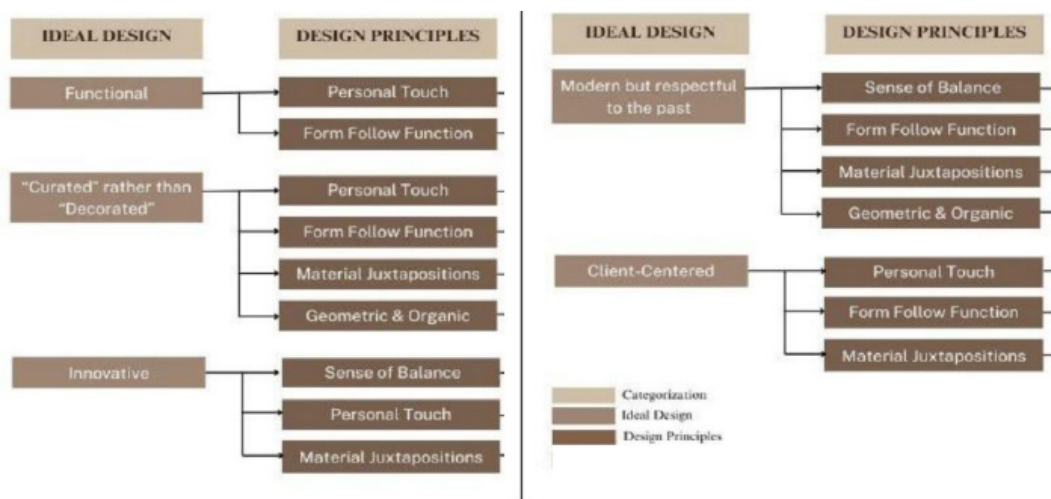 IDEAL DESIGN
DESIGN PRINCIPLES
Functional
Personal Touch
Form Follow Function
"Curated" rather than
"Decorated"
Personal Touch
Form Follow Function
Material Juxtapositions
Geometric & Organic
Innovative
Sense of Balance
Personal Touch
Material Juxtapositions
IDEAL DESIGN
DESIGN PRINCIPLES
Modern but respectful
to the past
Sense of Balance
Form Follow Function
Material Juxtapositions
Geometric & Organic
Client-Centered
Personal Touch
Form Follow Function
Material Juxtapositions
Categorization
Ideal Design
Design Principles